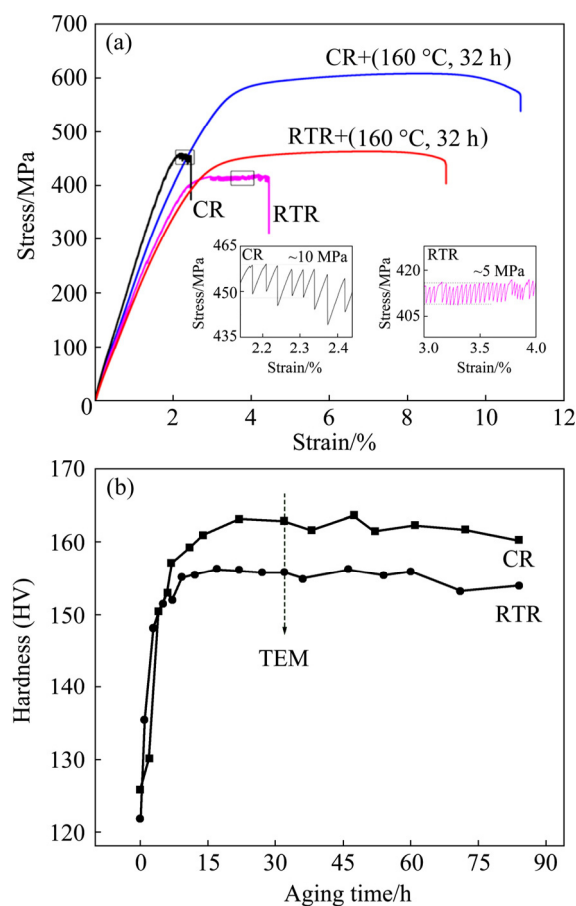 700
(a)
CR+(160 °C, 32 h)
600
500
RTR+(160 °C, 32 h)
400
CR
RTR
Stress/MPa
300
465
CR
~10 MPa
450
435
Stress/MPa
2.2
2.3
2.4
Strain/%
RTR
~5 MPa
420
405
Stress/MPa
3.0
3.5
4.0
Strain/%
200
100
0
0
2
4
6
8
10
12
Strain/%
170
(b)
160
CR
RTR
150
TEM
Hardness (HV)
140
130
120
0
15
30
45
60
75
90
Aging time/h